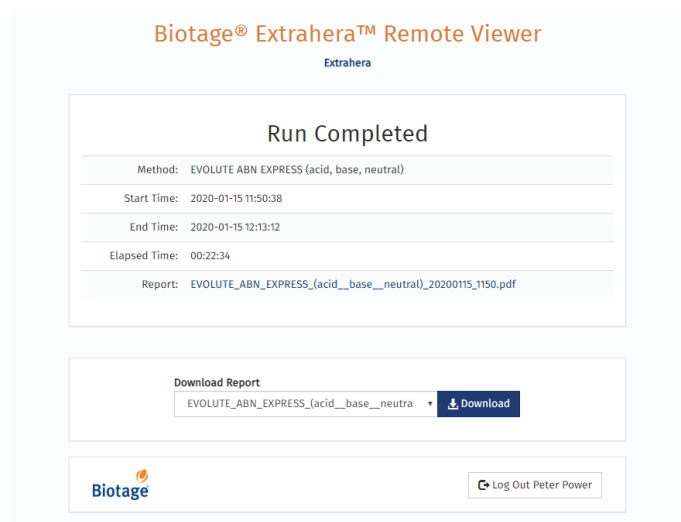 Biotage® Extrahera™ Remote Viewer
Extrahera
Run Completed
Method: EVOLUTE ABN EXPRESS (acid, base, neutral)
Start Time: 2020-01-15 11:50:38
End Time: 2020-01-15 12:13:12
Elapsed Time: 00:22:34
Report: EVOLUTE_ABN_EXPRESS_(acid__base__neutral)_20200115_1150.pdf
Download Report
EVOLUTE_ABN_EXPRESS_(acid__base__neutral Download
Biotage Log Out Peter Power